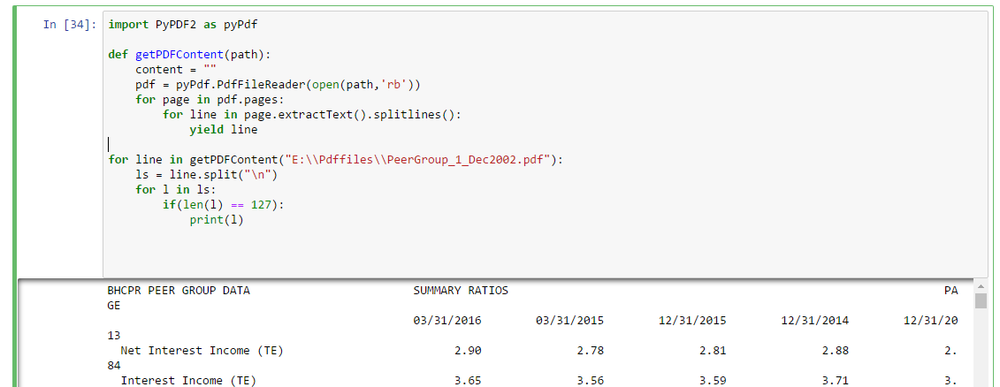 In [34]: import PyPDF2 as pyPdf
def getPDFContent(path):
content = ""
pdf = pyPdf.PdfFileReader(open(path,'rb'))
for page in pdf.pages:
for line in page.extractText().splitlines():
yield line
for line in getPDFContent("E:\\Pdffiles\\PeerGroup_1_Dec2002.pdf"):
ls = line.split("\n")
for l in ls:
if(len(l) == 127):
print(l)
BHCPR PEER GROUP DATA SUMMARY RATIOS PA
GE
03/31/2016 03/31/2015 12/31/2015 12/31/2014 12/31/20
13
Net Interest Income (TE) 2.90 2.78 2.81 2.88 2.
84
Interest Income (TE) 3.65 3.56 3.59 3.71 3.